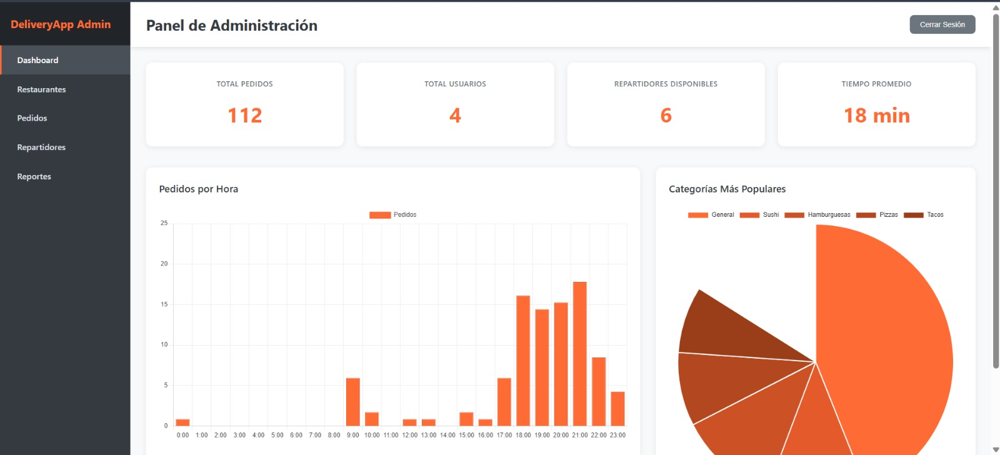 DeliveryApp Admin
Panel de Administración
Cerrar Sesión
Dashboard
Restaurantes
Pedidos
Repartidores
Reportes
TOTAL PEDIDOS
112
TOTAL USUARIOS
4
REPARTIDORES DISPONIBLES
6
TIEMPO PROMEDIO
18 min
Pedidos por Hora
Pedidos
25
20
15
10
5
0
0:00 1:00 2:00 3:00 4:00 5:00 6:00 7:00 8:00 9:00 10:00 11:00 12:00 13:00 14:00 15:00 16:00 17:00 18:00 19:00 20:00 21:00 22:00 23:00
Categorías Más Populares
General Sushi Hamburguesas Pizzas Tacos